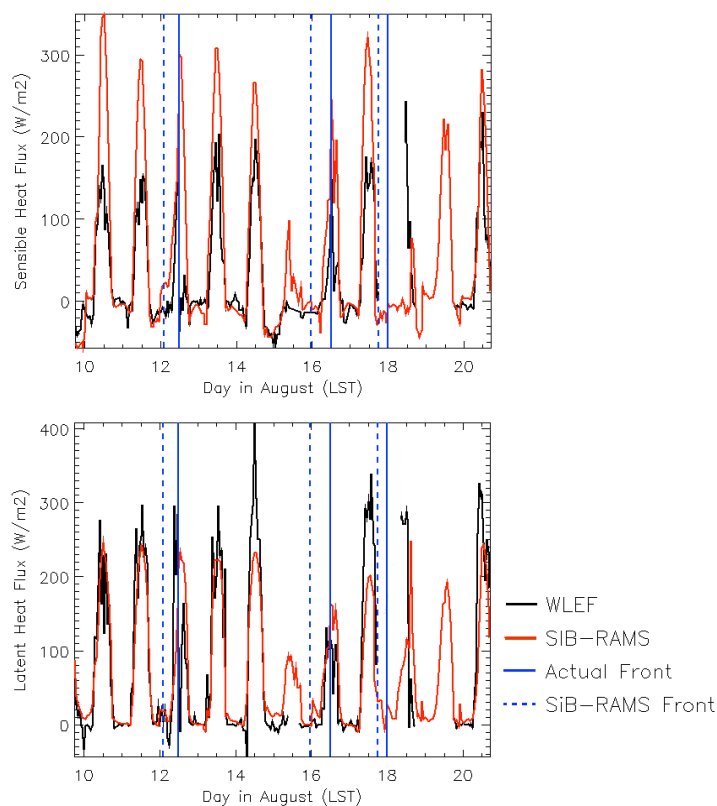 Sensible Heat Flux (W/m2)
300
200
100
0
10 12 14 16 18 20
Day in August (LST)
Latent Heat Flux (W/m2)
400
300
200
100
0
10 12 14 16 18 20
Day in August (LST)
WLEF
SIB-RAMS
Actual Front
SiB-RAMS Front